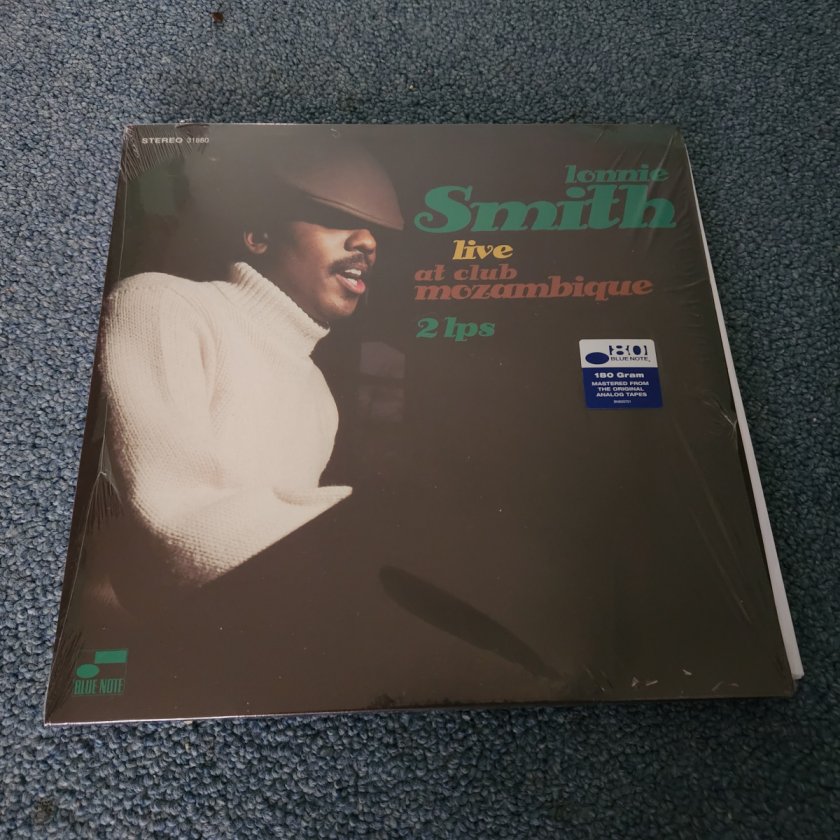 STEREO 31880
lonnie
Smith
live
at club
mozambique
2 lps
80
BLUE NOTE
180 Gram
MASTERED FROM
THE ORIGINAL
ANALOG TAPES
BLUE NOTE